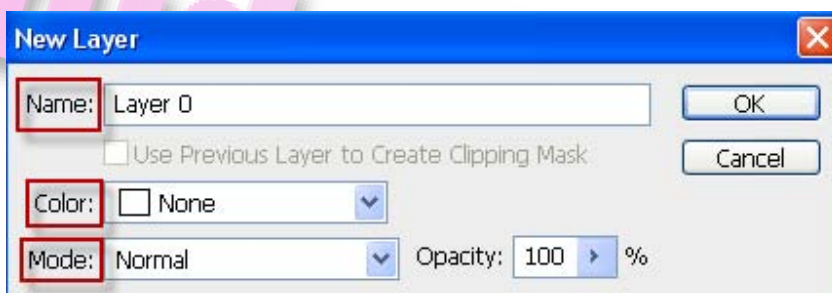 New Layer
Name: Layer 0
OK
Use Previous Layer to Create Clipping Mask
Cancel
Color: None
Mode: Normal Opacity: 100 %